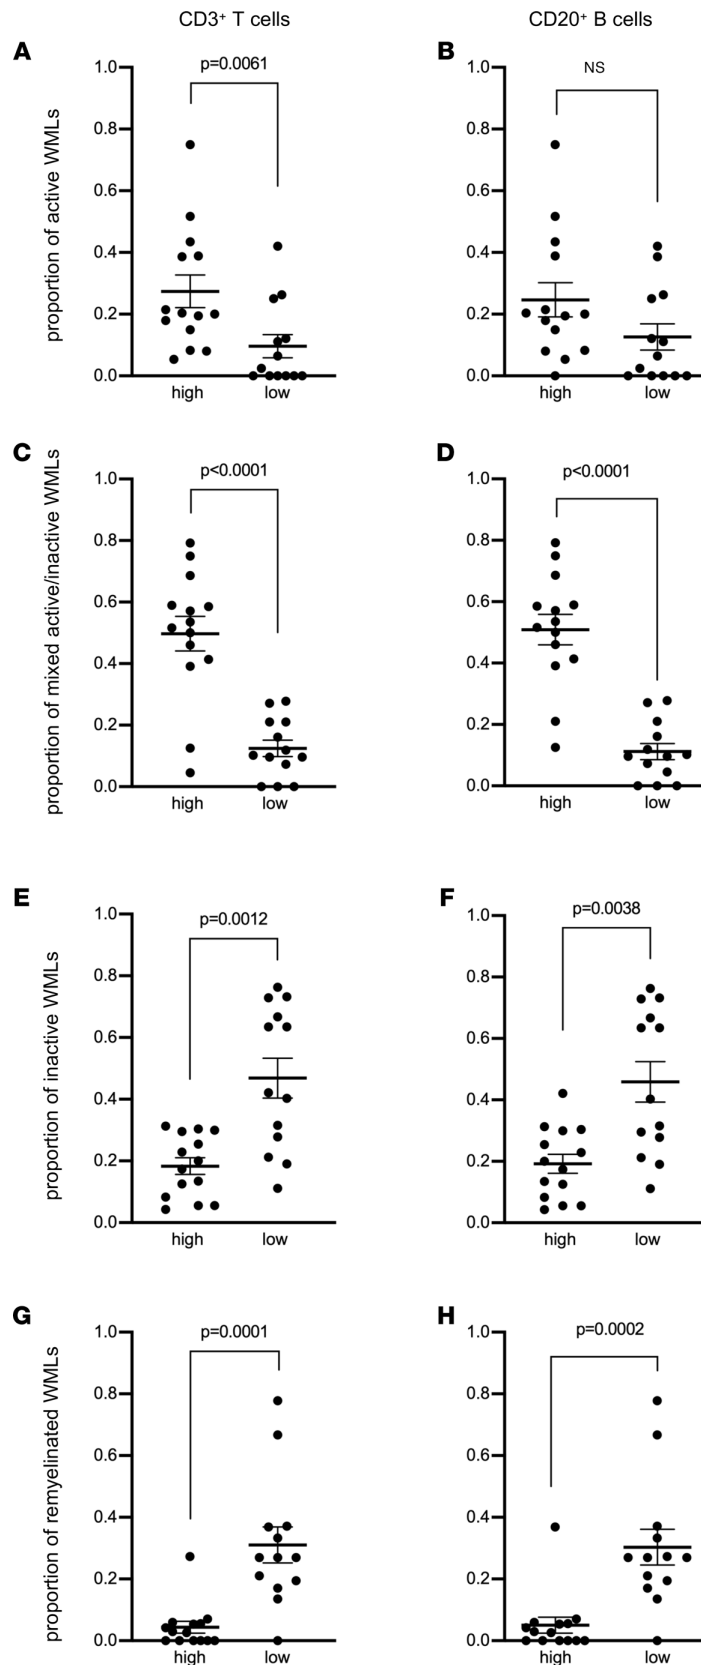 CD3⁺ T cells
CD20⁺ B cells
A
B
proportion of active WMLs
1.0
0.8
0.6
0.4
0.2
0.0
p=0.0061
high
low
1.0
0.8
0.6
0.4
0.2
0.0
NS
high
low
C
D
proportion of mixed active/inactive WMLs
1.0
0.8
0.6
0.4
0.2
0.0
p<0.0001
high
low
1.0
0.8
0.6
0.4
0.2
0.0
p<0.0001
high
low
E
F
proportion of inactive WMLs
1.0
0.8
0.6
0.4
0.2
0.0
p=0.0012
high
low
1.0
0.8
0.6
0.4
0.2
0.0
p=0.0038
high
low
G
H
proportion of remyelinated WMLs
1.0
0.8
0.6
0.4
0.2
0.0
p=0.0001
high
low
1.0
0.8
0.6
0.4
0.2
0.0
p=0.0002
high
low